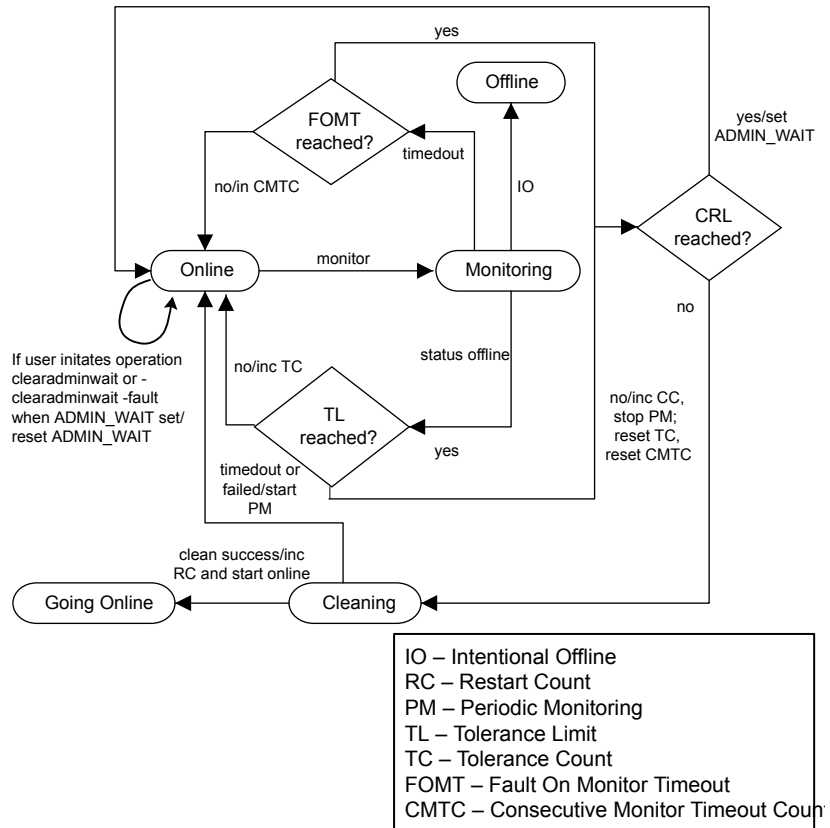 yes
Offline
FOMT
reached?
timedout
yes/set
ADMIN_WAIT
no/in CMTC
IO
CRL
reached?
Online
monitor
Monitoring
no
If user initates operation
clearadminwait or -
clearadminwait -fault
when ADMIN_WAIT set/
reset ADMIN_WAIT
no/inc TC
status offline
TL
reached?
yes
no/inc CC,
stop PM;
reset TC,
reset CMTC
timedout or
failed/start
PM
clean success/inc
RC and start online
Going Online
Cleaning
IO – Intentional Offline
RC – Restart Count
PM – Periodic Monitoring
TL – Tolerance Limit
TC – Tolerance Count
FOMT – Fault On Monitor Timeout
CMTC – Consecutive Monitor Timeout Count